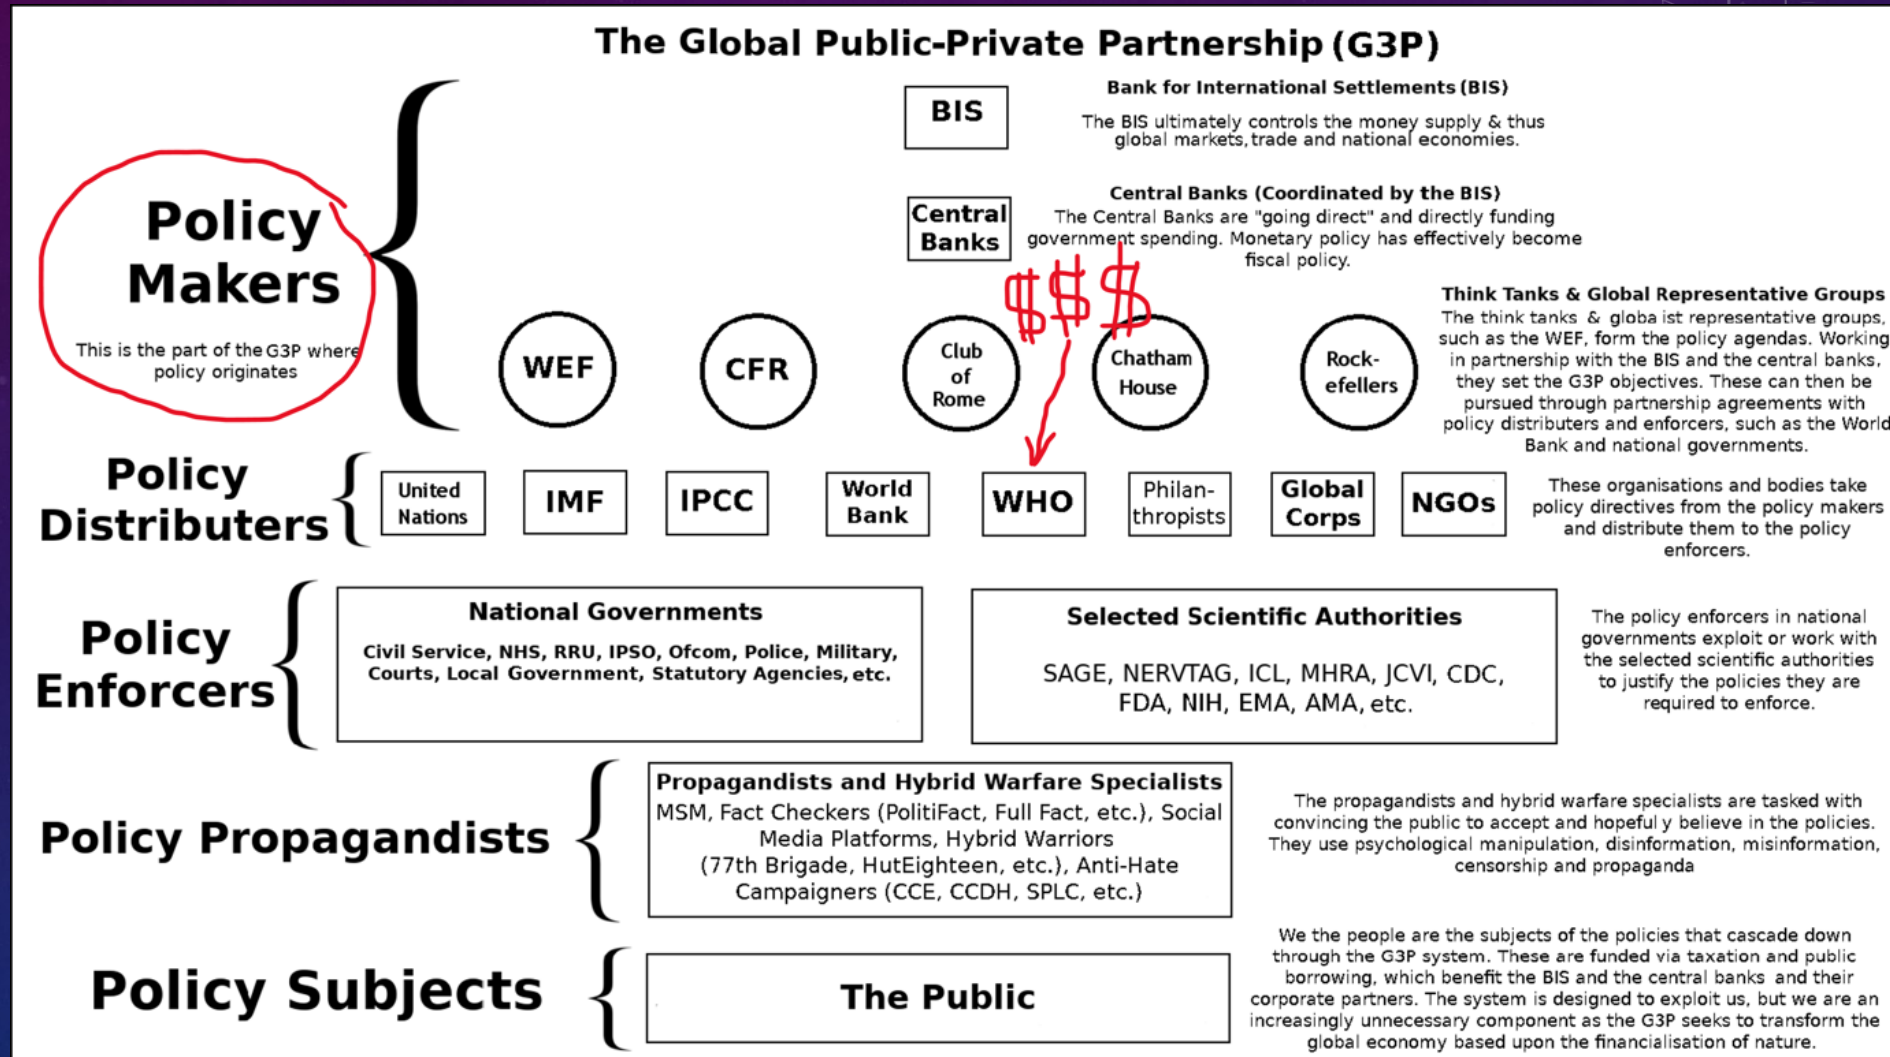 The Global Public-Private Partnership (G3P)
BIS
Bank for International Settlements (BIS)
The BIS ultimately controls the money supply & thus
global markets, trade and national economies.
Policy
Makers
This is the part of the G3P where
policy originates
Central
Banks
Central Banks (Coordinated by the BIS)
The Central Banks are "going direct" and directly funding
government spending. Monetary policy has effectively become
fiscal policy.
$$$
WEF
CFR
Club
of
Rome
Chatham
House
Rock-
efellers
Think Tanks & Global Representative Groups
The think tanks & globa ist representative groups,
such as the WEF, form the policy agendas. Working
in partnership with the BIS and the central banks,
they set the G3P objectives. These can then be
pursued through partnership agreements with
policy distributers and enforcers, such as the World
Bank and national governments.
Policy
Distributers
United
Nations
IMF
IPCC
World
Bank
WHO
Philan-
thropists
Global
Corps
NGOs
These organisations and bodies take
policy directives from the policy makers
and distribute them to the policy
enforcers.
Policy
Enforcers
National Governments
Civil Service, NHS, RRU, IPSO, Ofcom, Police, Military,
Courts, Local Government, Statutory Agencies, etc.
Selected Scientific Authorities
SAGE, NERVTAG, ICL, MHRA, JCVI, CDC,
FDA, NIH, EMA, AMA, etc.
The policy enforcers in national
governments exploit or work with
the selected scientific authorities
to justify the policies they are
required to enforce.
Policy Propagandists
Propagandists and Hybrid Warfare Specialists
MSM, Fact Checkers (PolitiFact, Full Fact, etc.), Social
Media Platforms, Hybrid Warriors
(77th Brigade, HutEighteen, etc.), Anti-Hate
Campaigners (CCE, CCDH, SPLC, etc.)
The propagandists and hybrid warfare specialists are tasked with
convincing the public to accept and hopeful y believe in the policies.
They use psychological manipulation, disinformation, misinformation,
censorship and propaganda
Policy Subjects
The Public
We the people are the subjects of the policies that cascade down
through the G3P system. These are funded via taxation and public
borrowing, which benefit the BIS and the central banks and their
corporate partners. The system is designed to exploit us, but we are an
increasingly unnecessary component as the G3P seeks to transform the
global economy based upon the financialisation of nature.